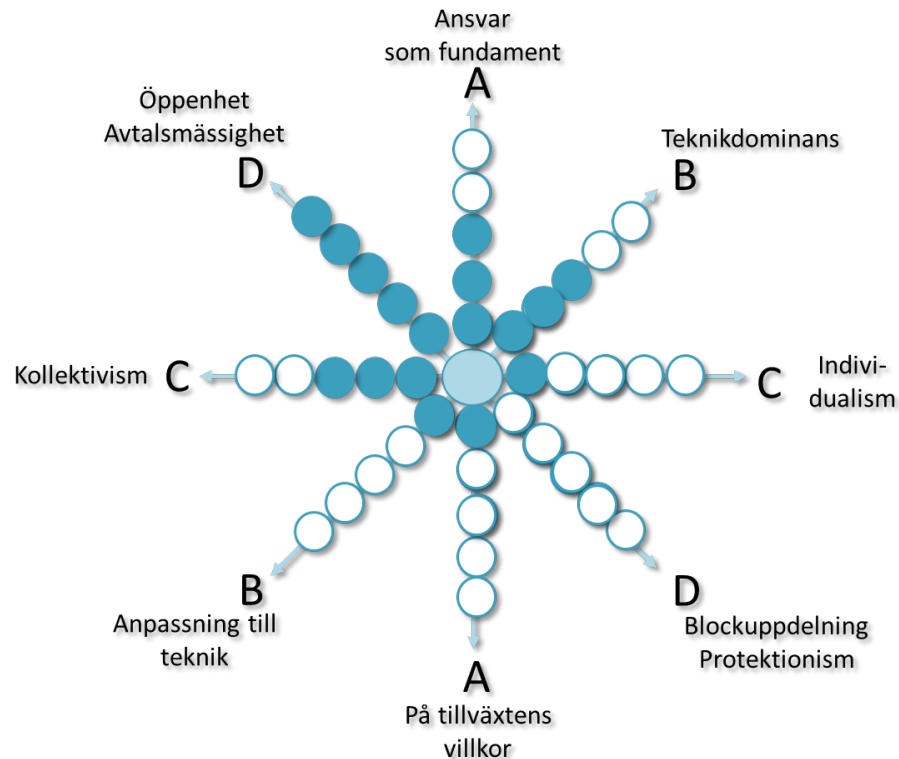 Ansvar
som fundament
A
Öppenhet
Avtalsmässighet
D
Teknikdominans
B
Kollektivism C
C Indivi-
dualism
B
Anpassning till
teknik
D
Blockuppdelning
Protektionism
A
På tillväxtens
villkor